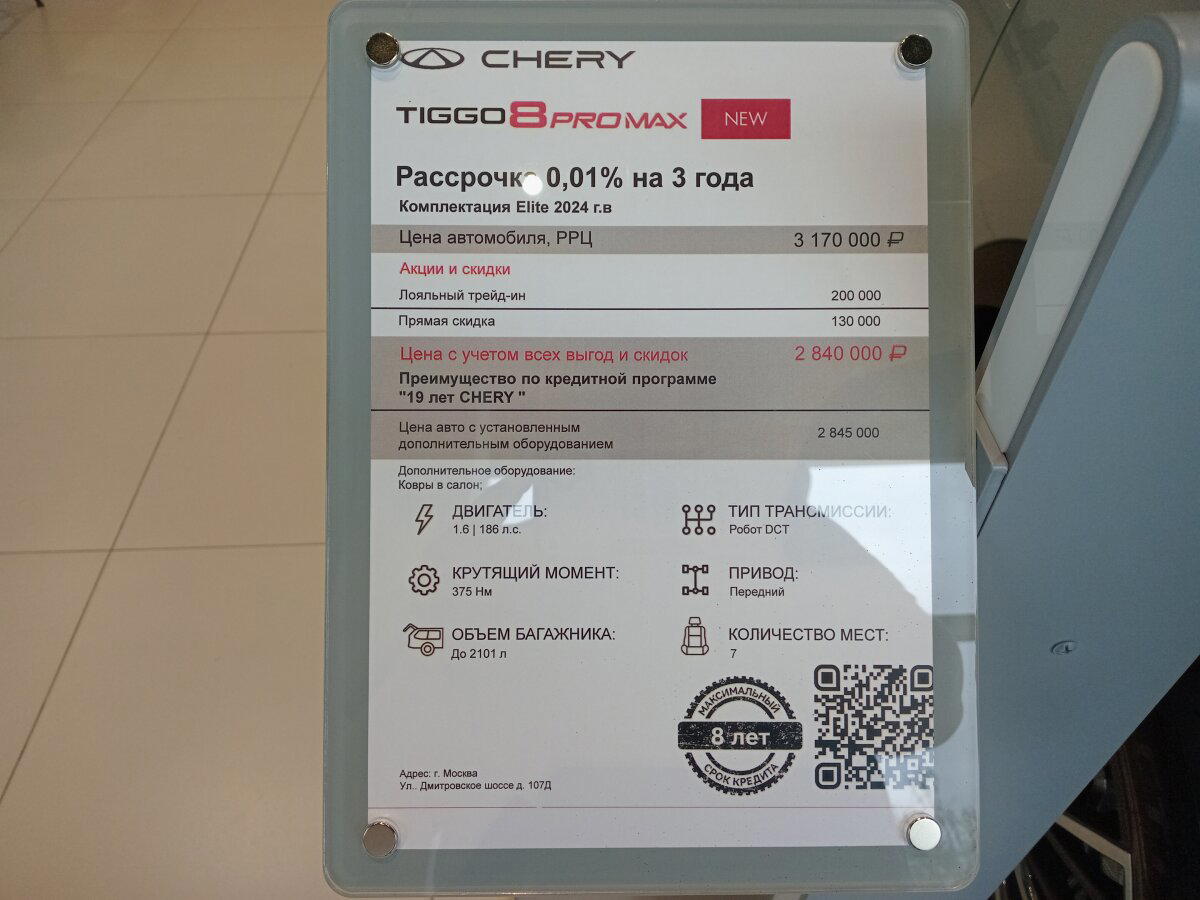 CHERY
TIGGO 8 PRO MAX NEW
Рассрочка 0,01% на 3 года
Комплектация Elite 2024 г.в
Цена автомобиля, РРЦ 3 170 000 ₽
Акции и скидки
Лояльный трейд-ин 200 000
Прямая скидка 130 000
Цена с учетом всех выгод и скидок 2 840 000 ₽
Преимущество по кредитной программе
"19 лет CHERY "
Цена авто с установленным
дополнительным оборудованием 2 845 000
Дополнительное оборудование:
Ковры в салон;
ДВИГАТЕЛЬ:
1.6 | 186 л.с.
ТИП ТРАНСМИССИИ:
Робот DCT
КРУТЯЩИЙ МОМЕНТ:
375 Нм
ПРИВОД:
Передний
ОБЪЕМ БАГАЖНИКА:
До 2101 л
КОЛИЧЕСТВО МЕСТ:
7
МАКСИМАЛЬНЫЙ
8 лет
СРОК КРЕДИТА
Адрес: г. Москва
Ул.. Дмитровское шоссе д. 107Д